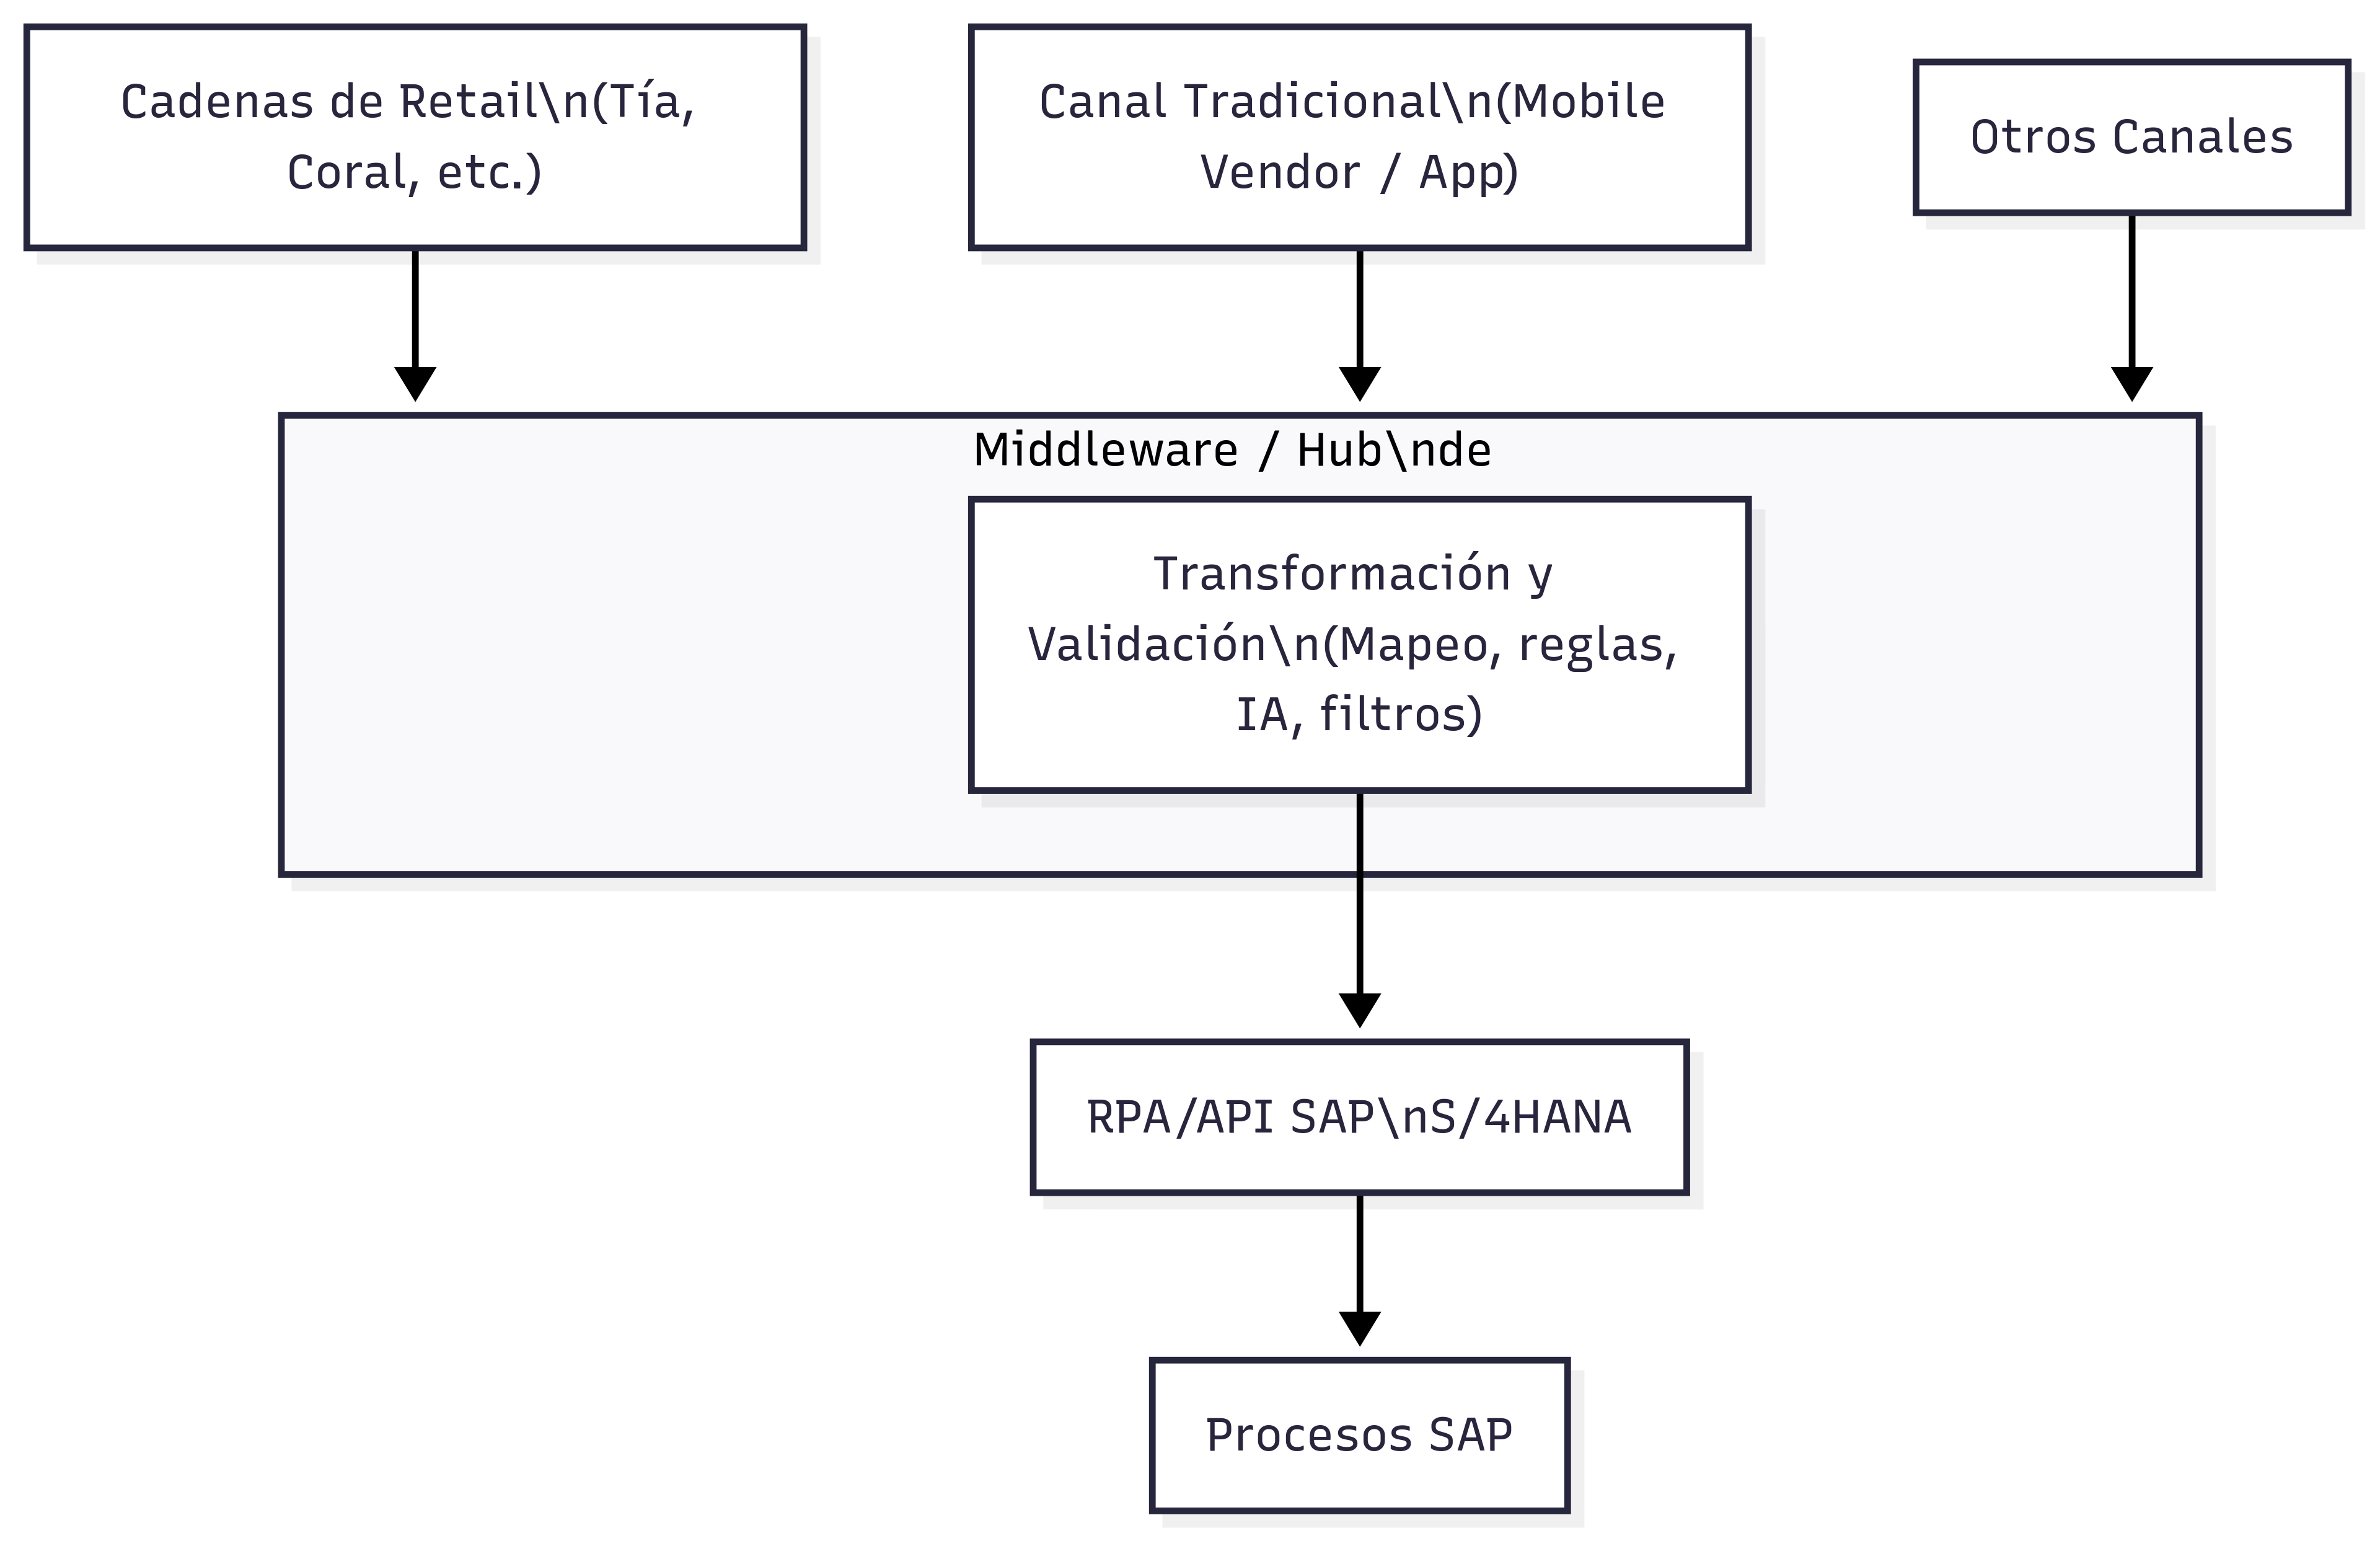 Cadenas de Retail\n(Tía,
Coral, etc.)
Canal Tradicional\n(Mobile
Vendor / App)
Otros Canales
Middleware / Hub\nde
Transformación y
Validación\n(Mapeo, reglas,
IA, filtros)
RPA/API SAP\nS/4HANA
Procesos SAP